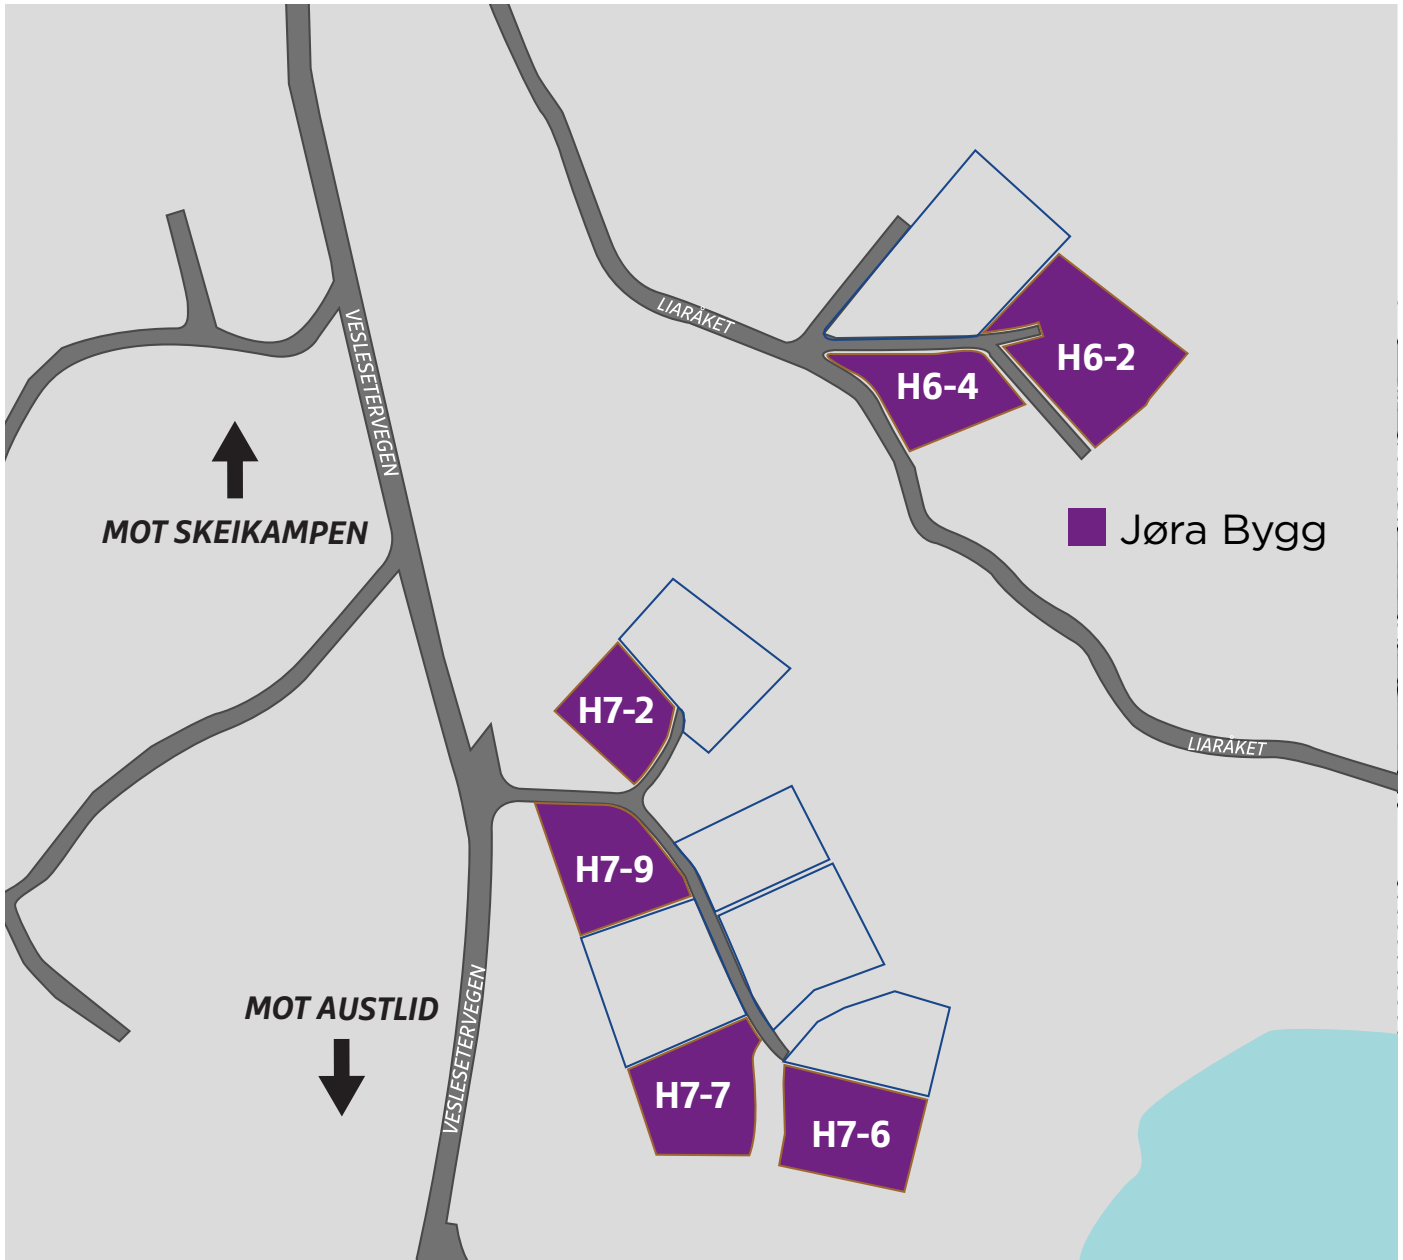 LIARÅKET
VESLESETERVEGEN
H6-2
H6-4
MOT SKEIKAMPEN
Jøra Bygg
H7-2
LIARÅKET
H7-9
MOT AUSTLID
VESLESETERVEGEN
H7-7
H7-6